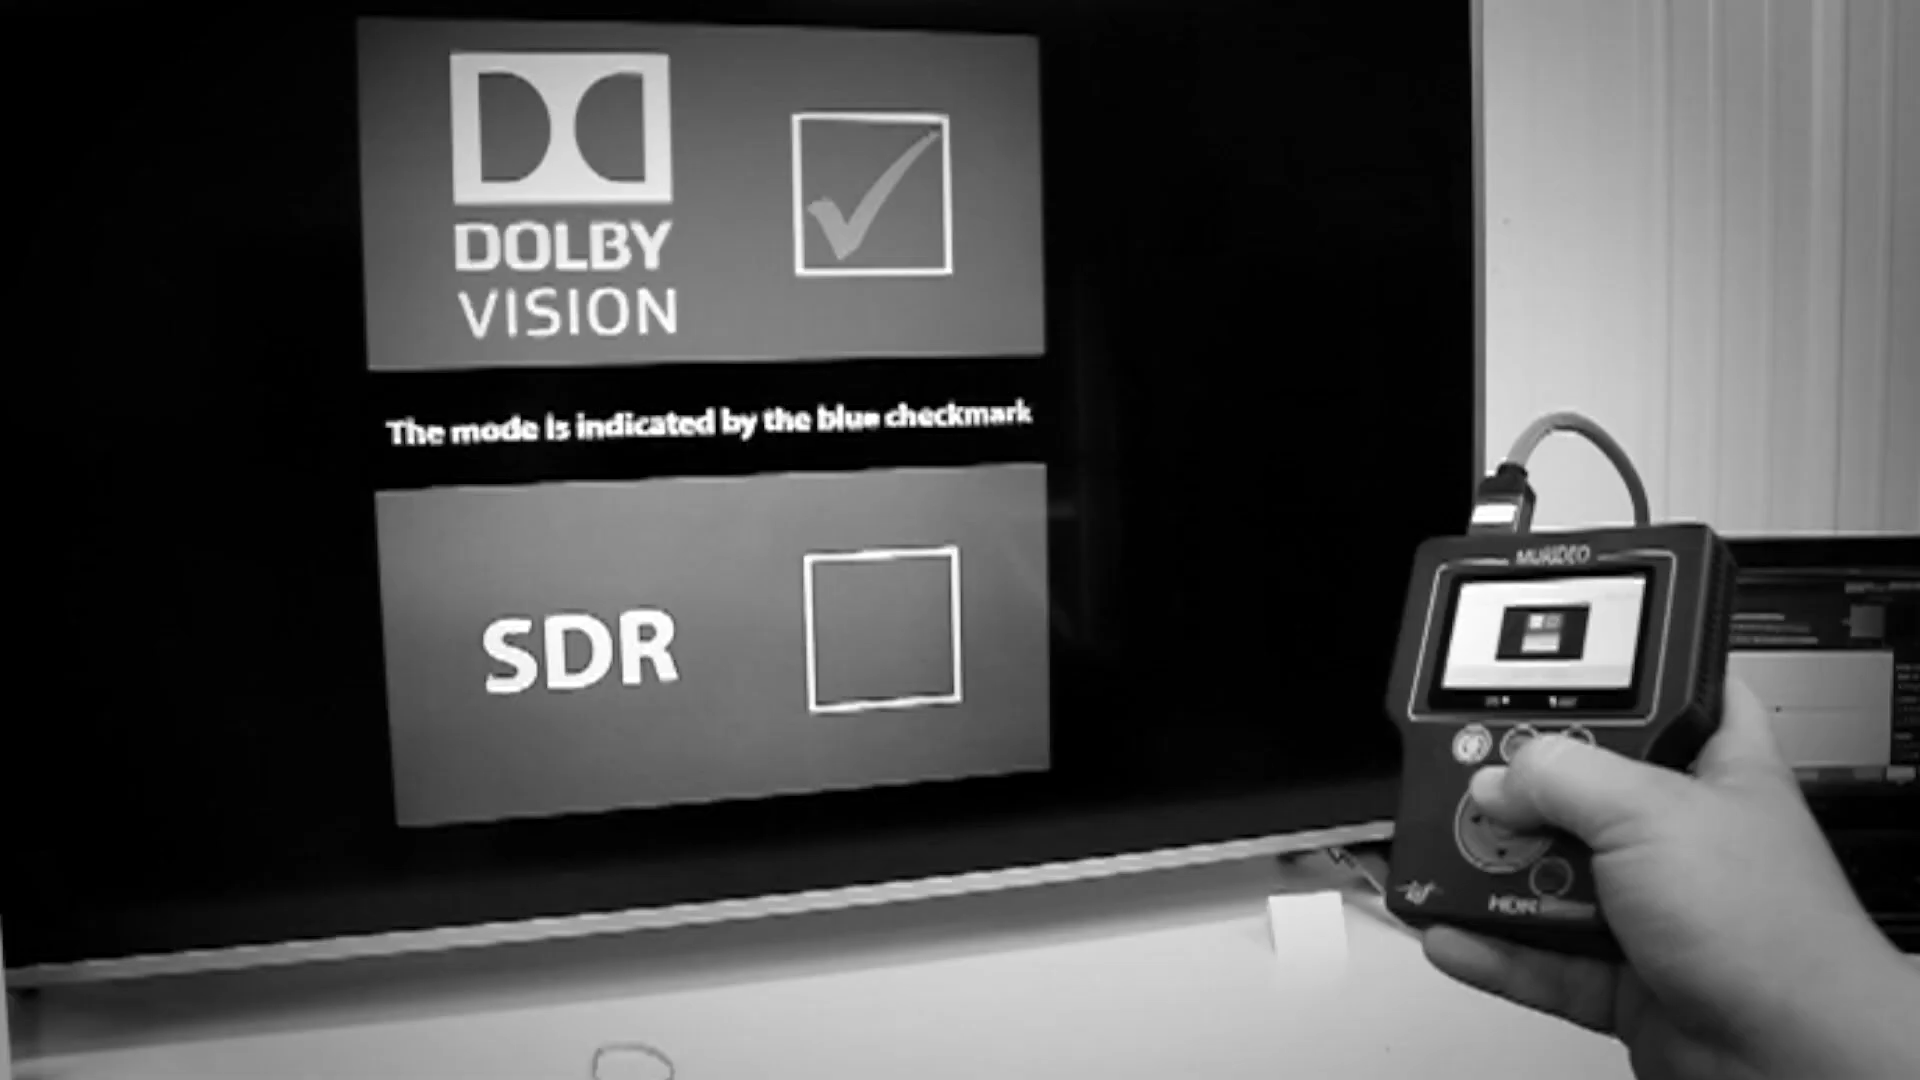 DOLBY
VISION
The mode is indicated by the blue checkmark
SDR
MURIDEO